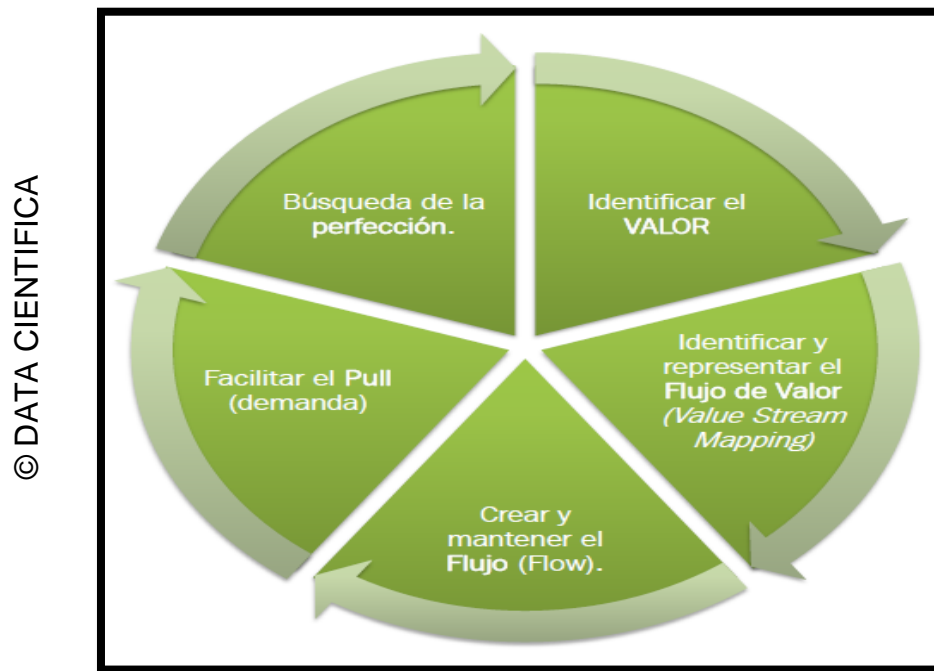 © DATA CIENTIFICA
Identificar el
VALOR
Identificar y
representar el
Flujo de Valor
(Value Stream
Mapping)
Crear y
mantener el
Flujo (Flow).
Facilitar el Pull
(demanda)
Búsqueda de la
perfección.